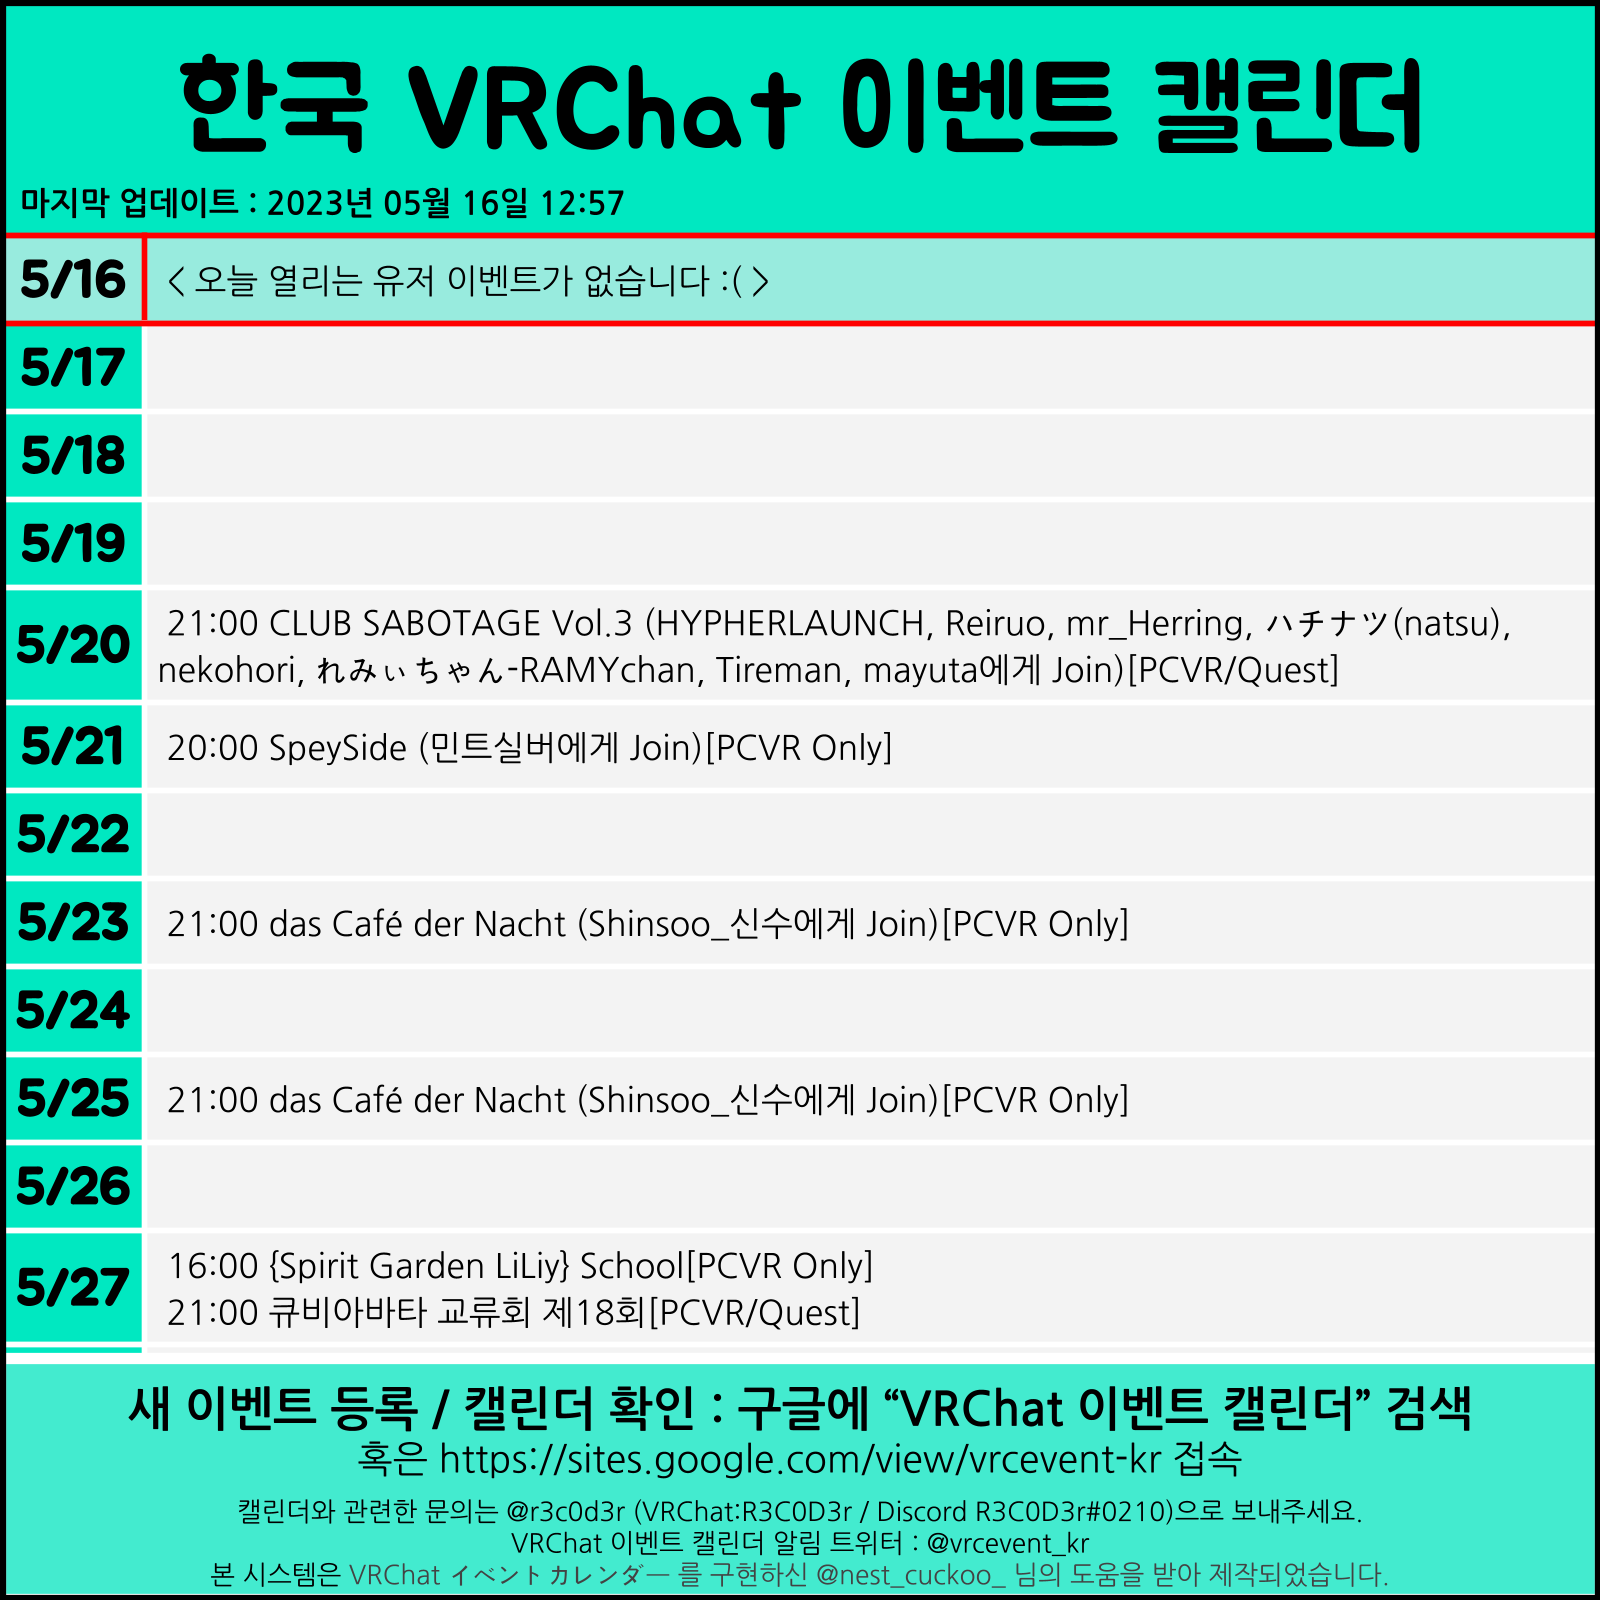 한국 VRChat 이벤트 캘린더
마지막 업데이트 : 2023년 05월 16일 12:57
5/16 < 오늘 열리는 유저 이벤트가 없습니다 :( >
5/17
5/18
5/19
5/20 21:00 CLUB SABOTAGE Vol.3 (HYPHERLAUNCH, Reiruo, mr_Herring, ハチナツ(natsu),
nekohori, れみぃちゃん-RAMYchan, Tireman, mayuta에게 Join)[PCVR/Quest]
5/21 20:00 SpeySide (민트실버에게 Join)[PCVR Only]
5/22
5/23 21:00 das Café der Nacht (Shinsoo_신수에게 Join)[PCVR Only]
5/24
5/25 21:00 das Café der Nacht (Shinsoo_신수에게 Join)[PCVR Only]
5/26
5/27 16:00 {Spirit Garden LiLiy} School[PCVR Only]
21:00 큐비아바타 교류회 제18회[PCVR/Quest]
새 이벤트 등록 / 캘린더 확인 : 구글에 “VRChat 이벤트 캘린더” 검색
혹은 https://sites.google.com/view/vrcevent-kr 접속
캘린더와 관련한 문의는 @r3c0d3r (VRChat:R3C0D3r / Discord R3C0D3r#0210)으로 보내주세요.
VRChat 이벤트 캘린더 알림 트위터 : @vrcevent_kr
본 시스템은 VRChat イベントカレンダー 를 구현하신 @nest_cuckoo_ 님의 도움을 받아 제작되었습니다.